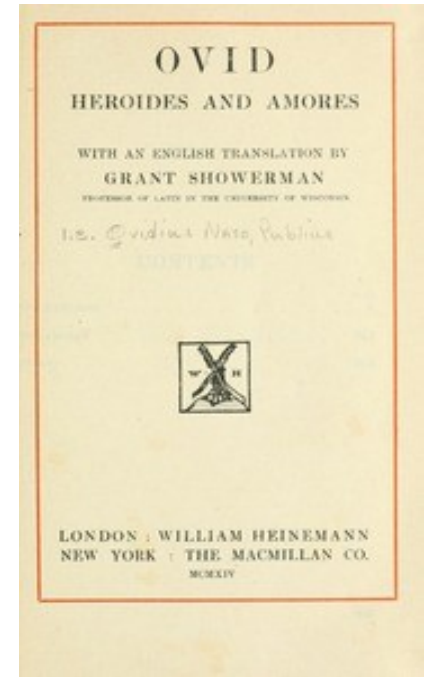 OVID
HEROIDES AND AMORES
WITH AN ENGLISH TRANSLATION BY
GRANT SHOWERMAN
PROFESSOR OF LATIN IN THE UNIVERSITY OF WISCONSIN
i.e. Ovidius Naso, Publius
CONTENTS
W H
LONDON : WILLIAM HEINEMANN
NEW YORK : THE MACMILLAN CO.
MCMXIV